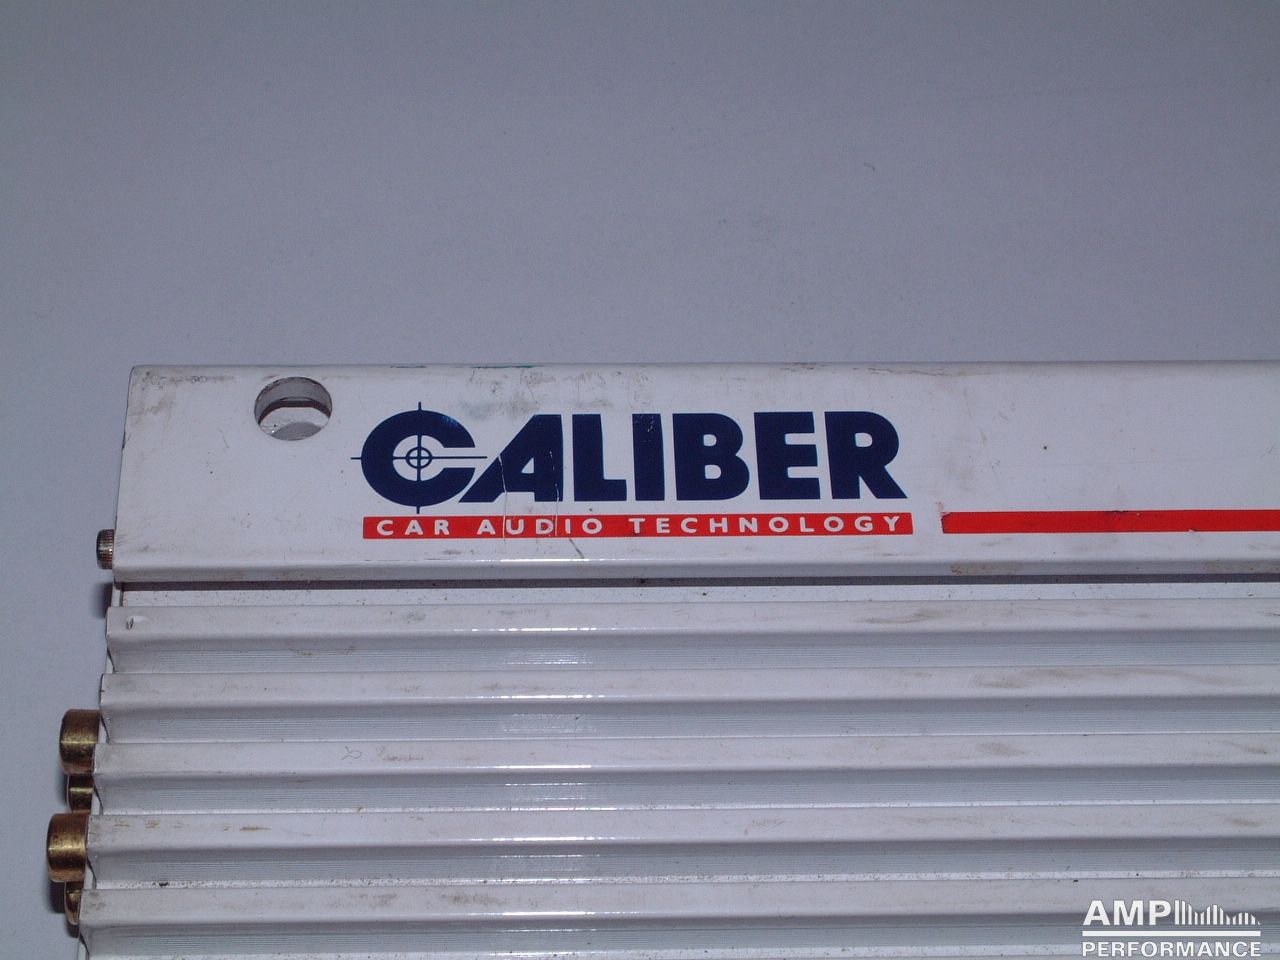 CALIBER
CAR AUDIO TECHNOLOGY
AMP
PERFORMANCE